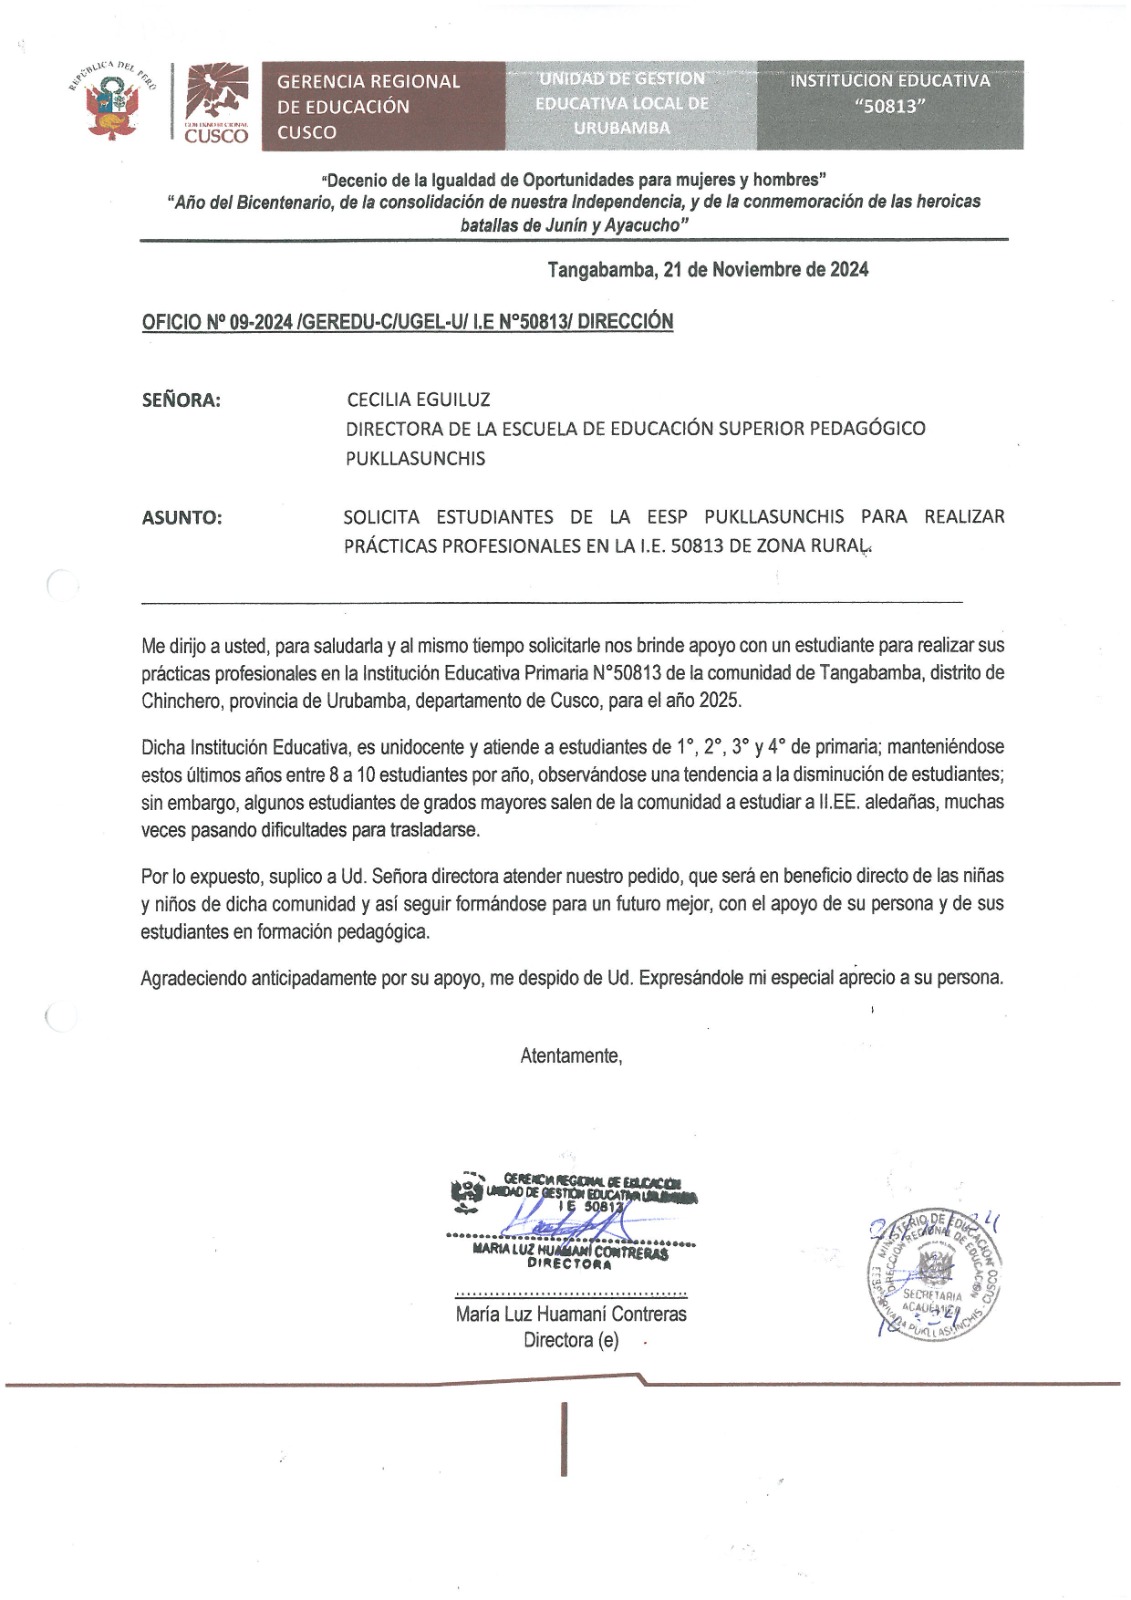 REPÚBLICA DEL PERÚ
GOBIERNO REGIONAL
CUSCO
GERENCIA REGIONAL
DE EDUCACIÓN
CUSCO
UNIDAD DE GESTION
EDUCATIVA LOCAL DE
URUBAMBA
INSTITUCION EDUCATIVA
“50813”
“Decenio de la Igualdad de Oportunidades para mujeres y hombres”
“Año del Bicentenario, de la consolidación de nuestra Independencia, y de la conmemoración de las heroicas
batallas de Junín y Ayacucho”
Tangabamba, 21 de Noviembre de 2024
OFICIO Nº 09-2024 /GEREDU-C/UGEL-U/ I.E N°50813/ DIRECCIÓN
SEÑORA: CECILIA EGUILUZ
DIRECTORA DE LA ESCUELA DE EDUCACIÓN SUPERIOR PEDAGÓGICO
PUKLLASUNCHIS
ASUNTO: SOLICITA ESTUDIANTES DE LA EESP PUKLLASUNCHIS PARA REALIZAR
PRÁCTICAS PROFESIONALES EN LA I.E. 50813 DE ZONA RURAL.
Me dirijo a usted, para saludarla y al mismo tiempo solicitarle nos brinde apoyo con un estudiante para realizar sus
prácticas profesionales en la Institución Educativa Primaria N°50813 de la comunidad de Tangabamba, distrito de
Chinchero, provincia de Urubamba, departamento de Cusco, para el año 2025.
Dicha Institución Educativa, es unidocente y atiende a estudiantes de 1°, 2°, 3° y 4° de primaria; manteniéndose
estos últimos años entre 8 a 10 estudiantes por año, observándose una tendencia a la disminución de estudiantes;
sin embargo, algunos estudiantes de grados mayores salen de la comunidad a estudiar a II.EE. aledañas, muchas
veces pasando dificultades para trasladarse.
Por lo expuesto, suplico a Ud. Señora directora atender nuestro pedido, que será en beneficio directo de las niñas
y niños de dicha comunidad y así seguir formándose para un futuro mejor, con el apoyo de su persona y de sus
estudiantes en formación pedagógica.
Agradeciendo anticipadamente por su apoyo, me despido de Ud. Expresándole mi especial aprecio a su persona.
Atentamente,
GERENCIA REGIONAL DE EDUCACIÓN
UNIDAD DE GESTIÓN EDUCATIVA URUBAMBA
I E 50813
MARIA LUZ HUAMANÍ CONTRERAS
DIRECTORA
María Luz Huamaní Contreras
Directora (e)
MINISTERIO DE EDUCACION
DIRECCION REGIONAL DE EDUCACION CUSCO
SECRETARIA
ACADÉMICA
PRIVADA PUKLLASUNCHIS - CUSCO